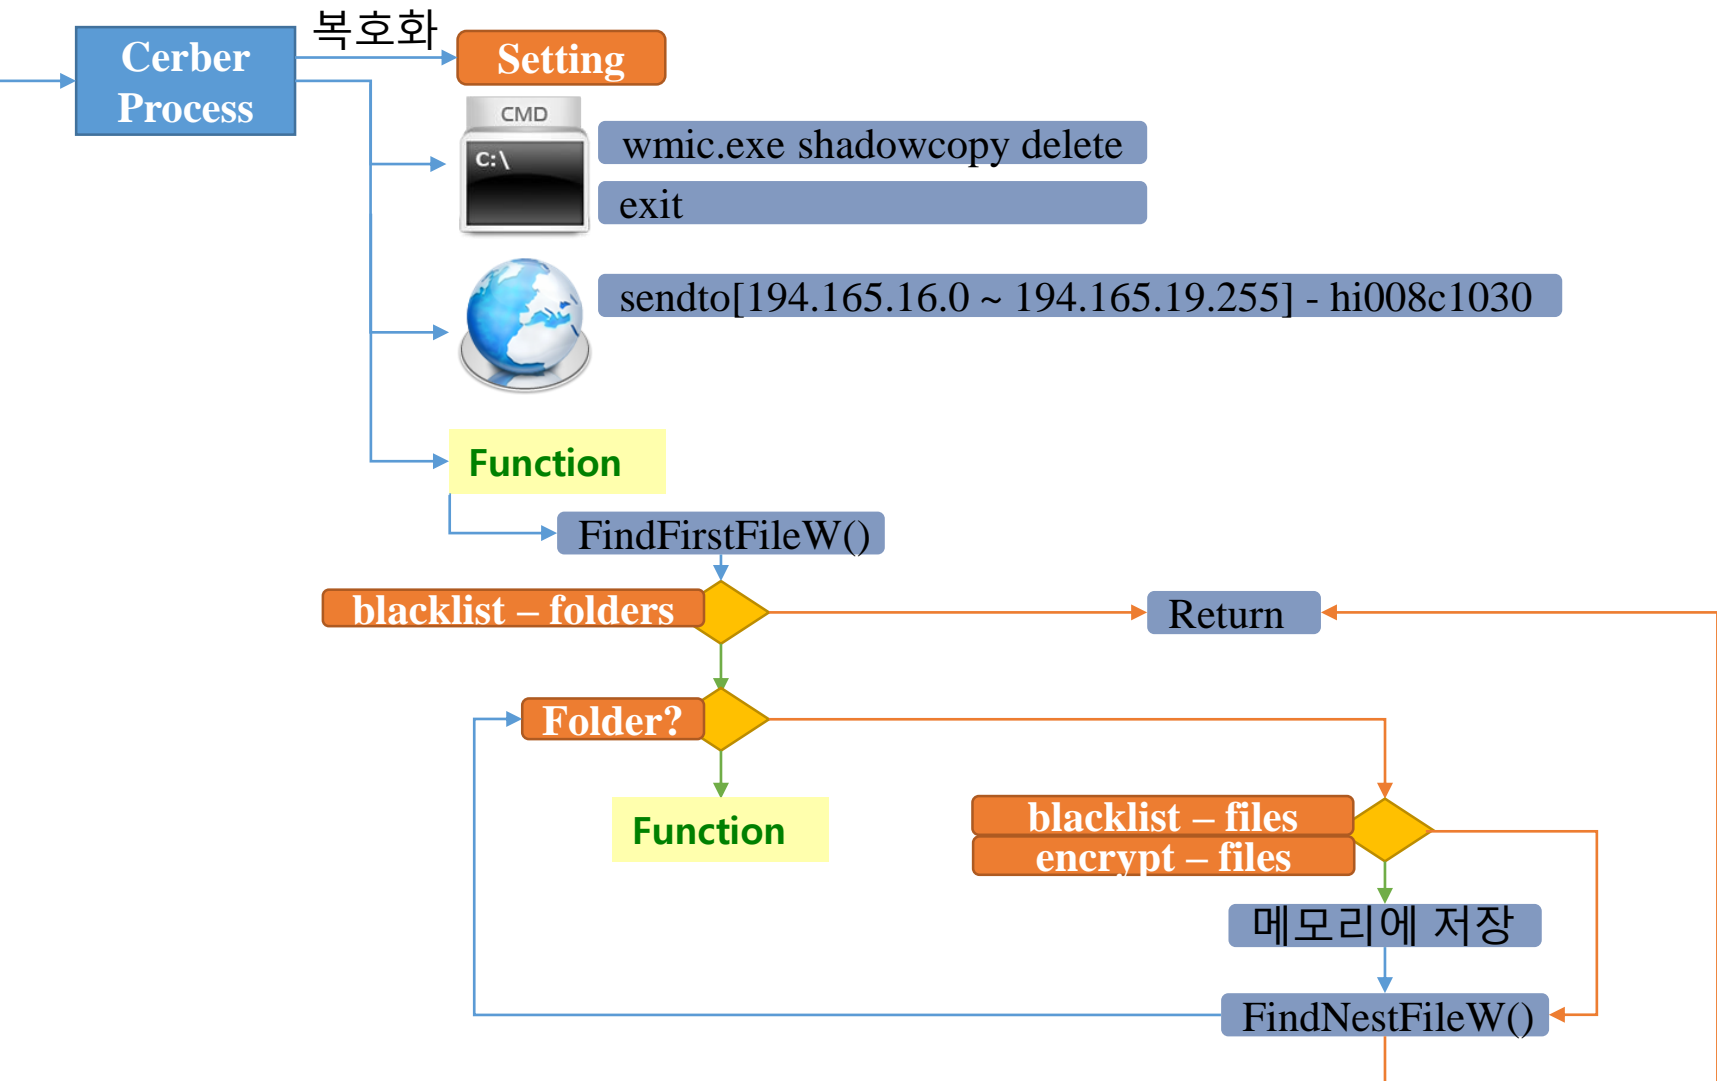 복호화
Cerber
Process
Setting
CMD
C:\
wmic.exe shadowcopy delete
exit
sendto[194.165.16.0 ~ 194.165.19.255] - hi008c1030
Function
FindFirstFileW()
blacklist – folders
Return
Folder?
Function
blacklist – files
encrypt – files
메모리에 저장
FindNestFileW()